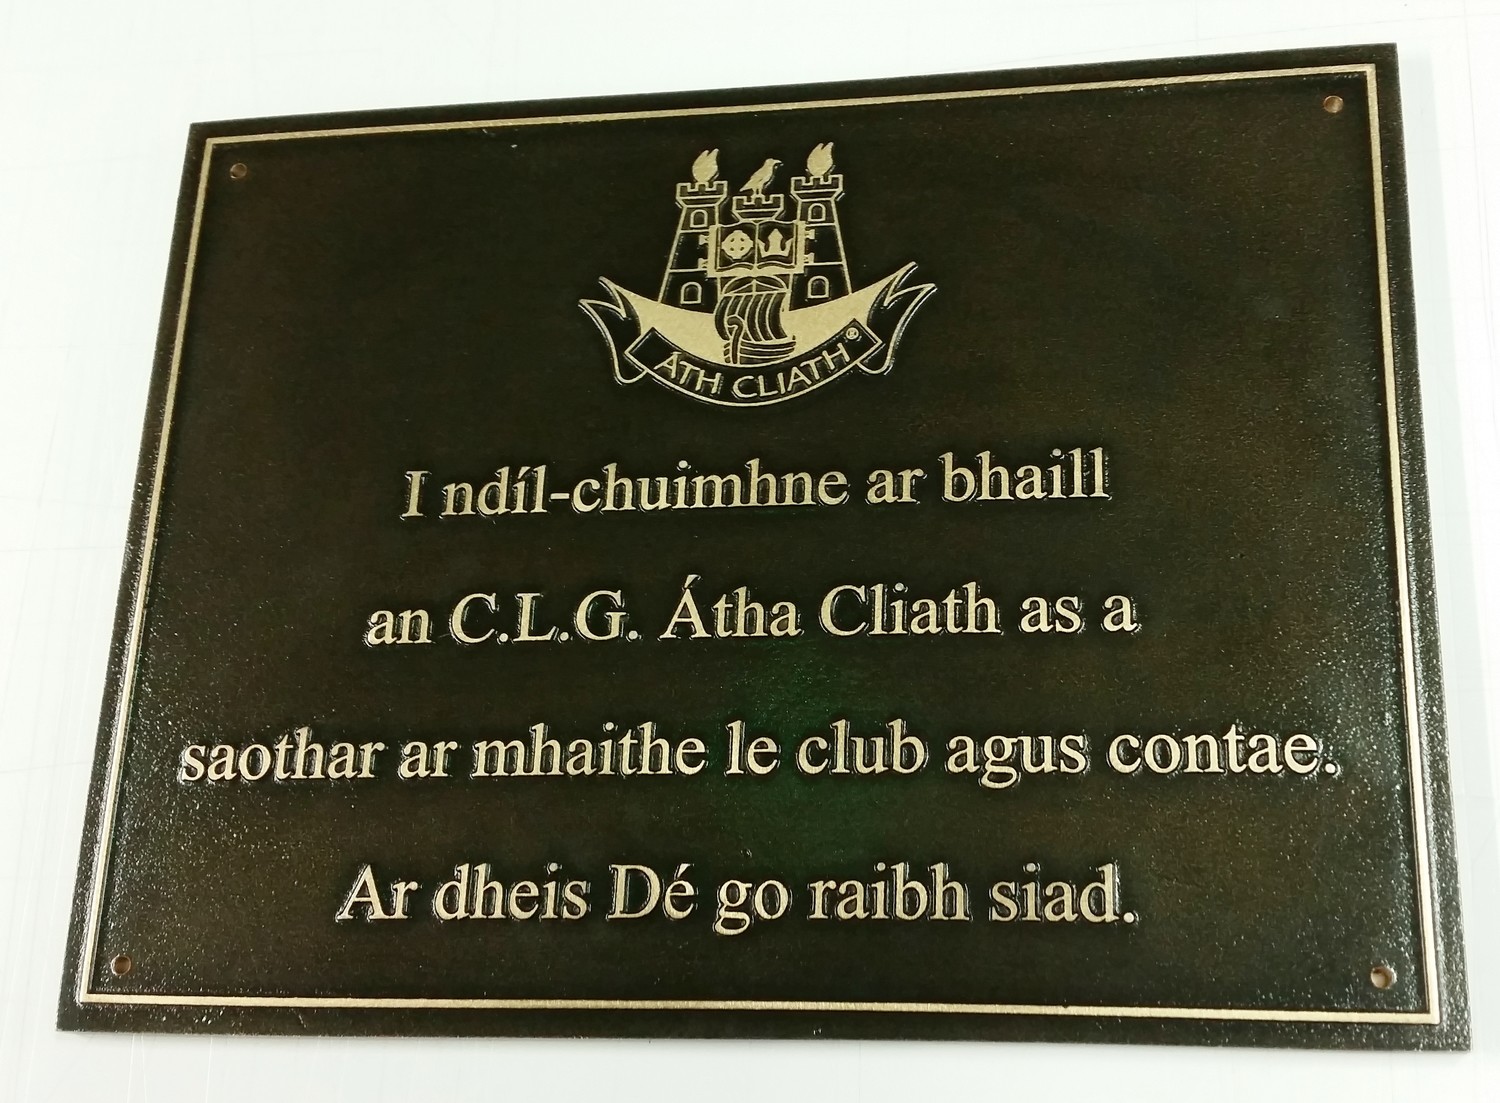 ÁTH CLIATH®
I ndíl-chuimhne ar bhaill
an C.L.G. Átha Cliath as a
saothar ar mhaithe le club agus contae.
Ar dheis Dé go raibh siad.